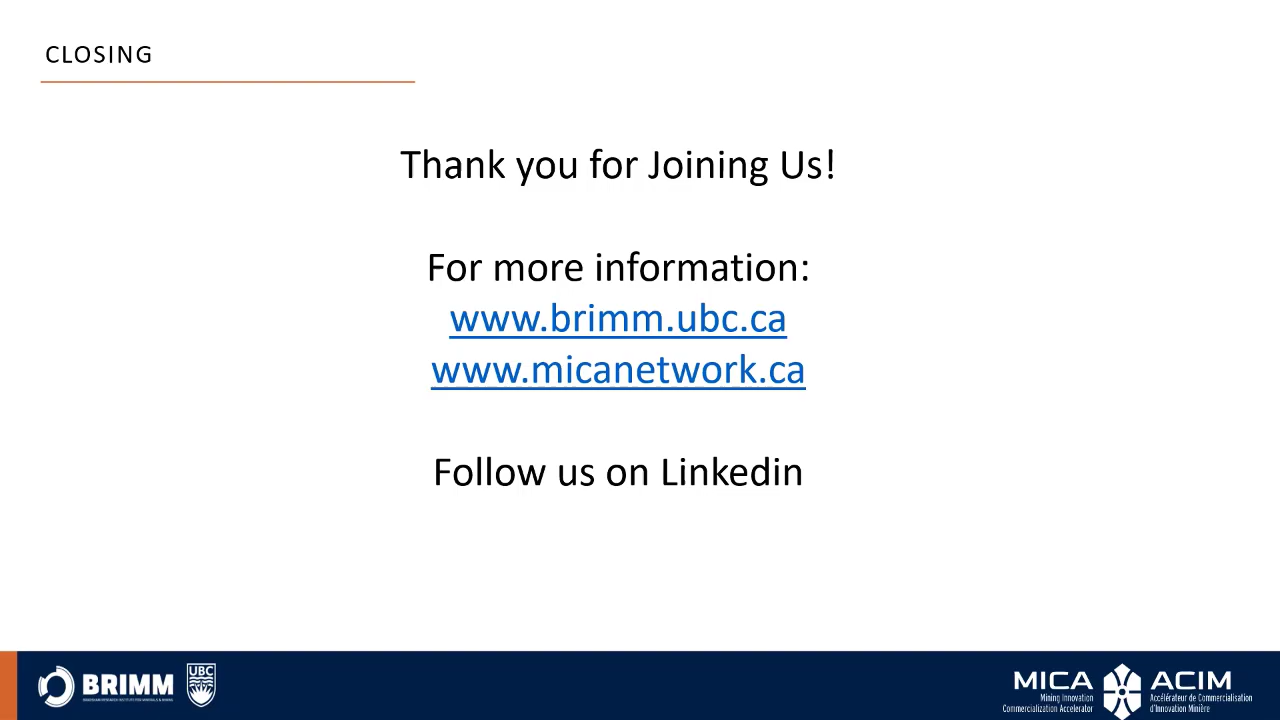 CLOSING
Thank you for Joining Us!
For more information:
www.brimm.ubc.ca
www.micanetwork.ca
Follow us on Linkedin
BRIMM
UBC
MICA
Mining Innovation
Commercialization Accelerator
ACIM
Accélérateur de Commercialisation
d'Innovation Minière